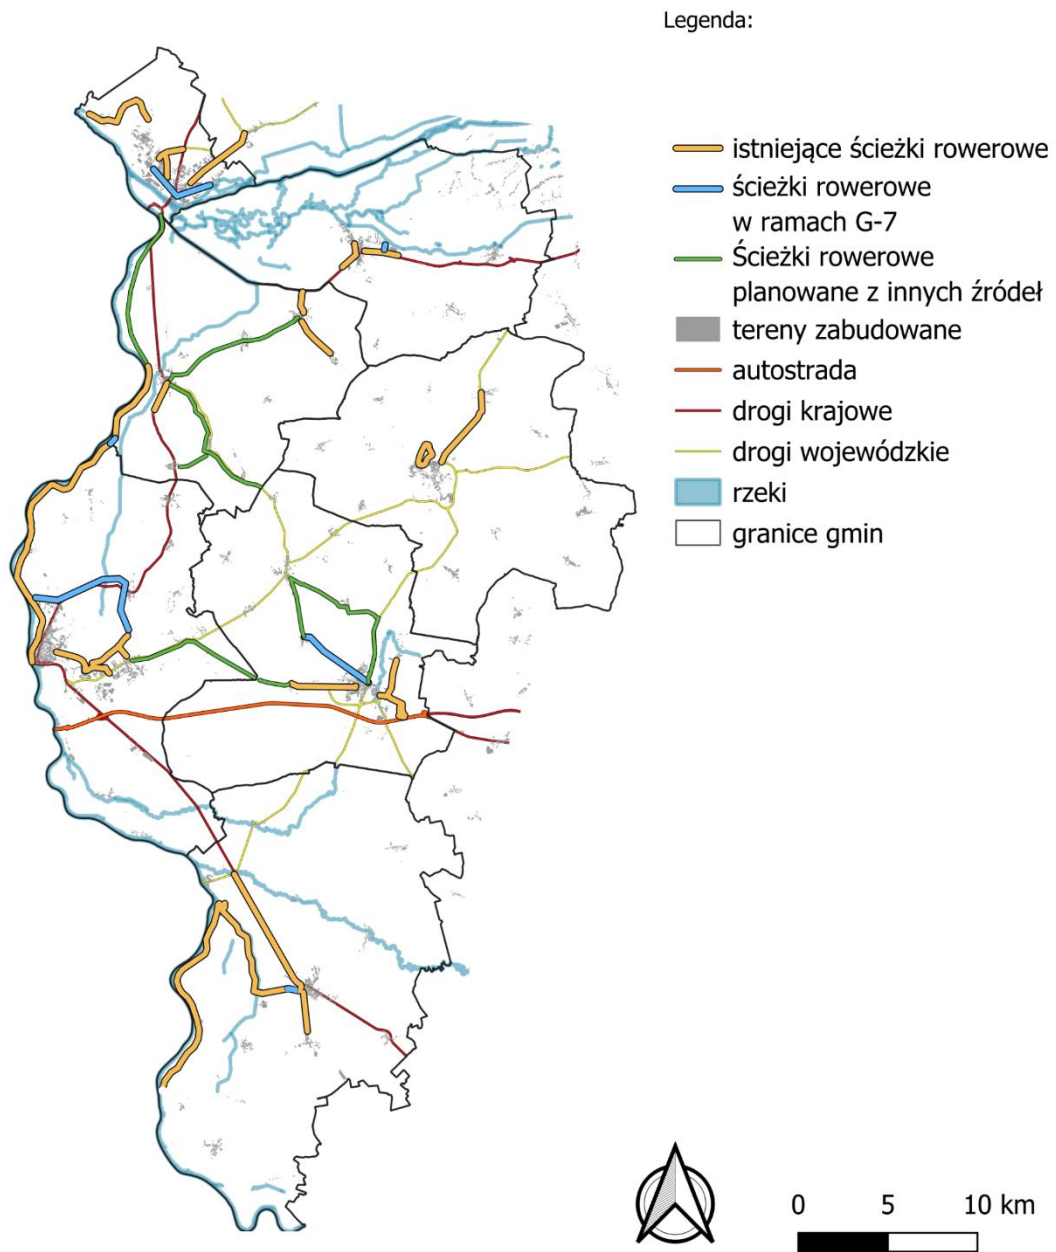 Legenda:
istniejące ścieżki rowerowe
ścieżki rowerowe
w ramach G-7
Ścieżki rowerowe
planowane z innych źródeł
tereny zabudowane
autostrada
drogi krajowe
drogi wojewódzkie
rzeki
granice gmin
0 5 10 km